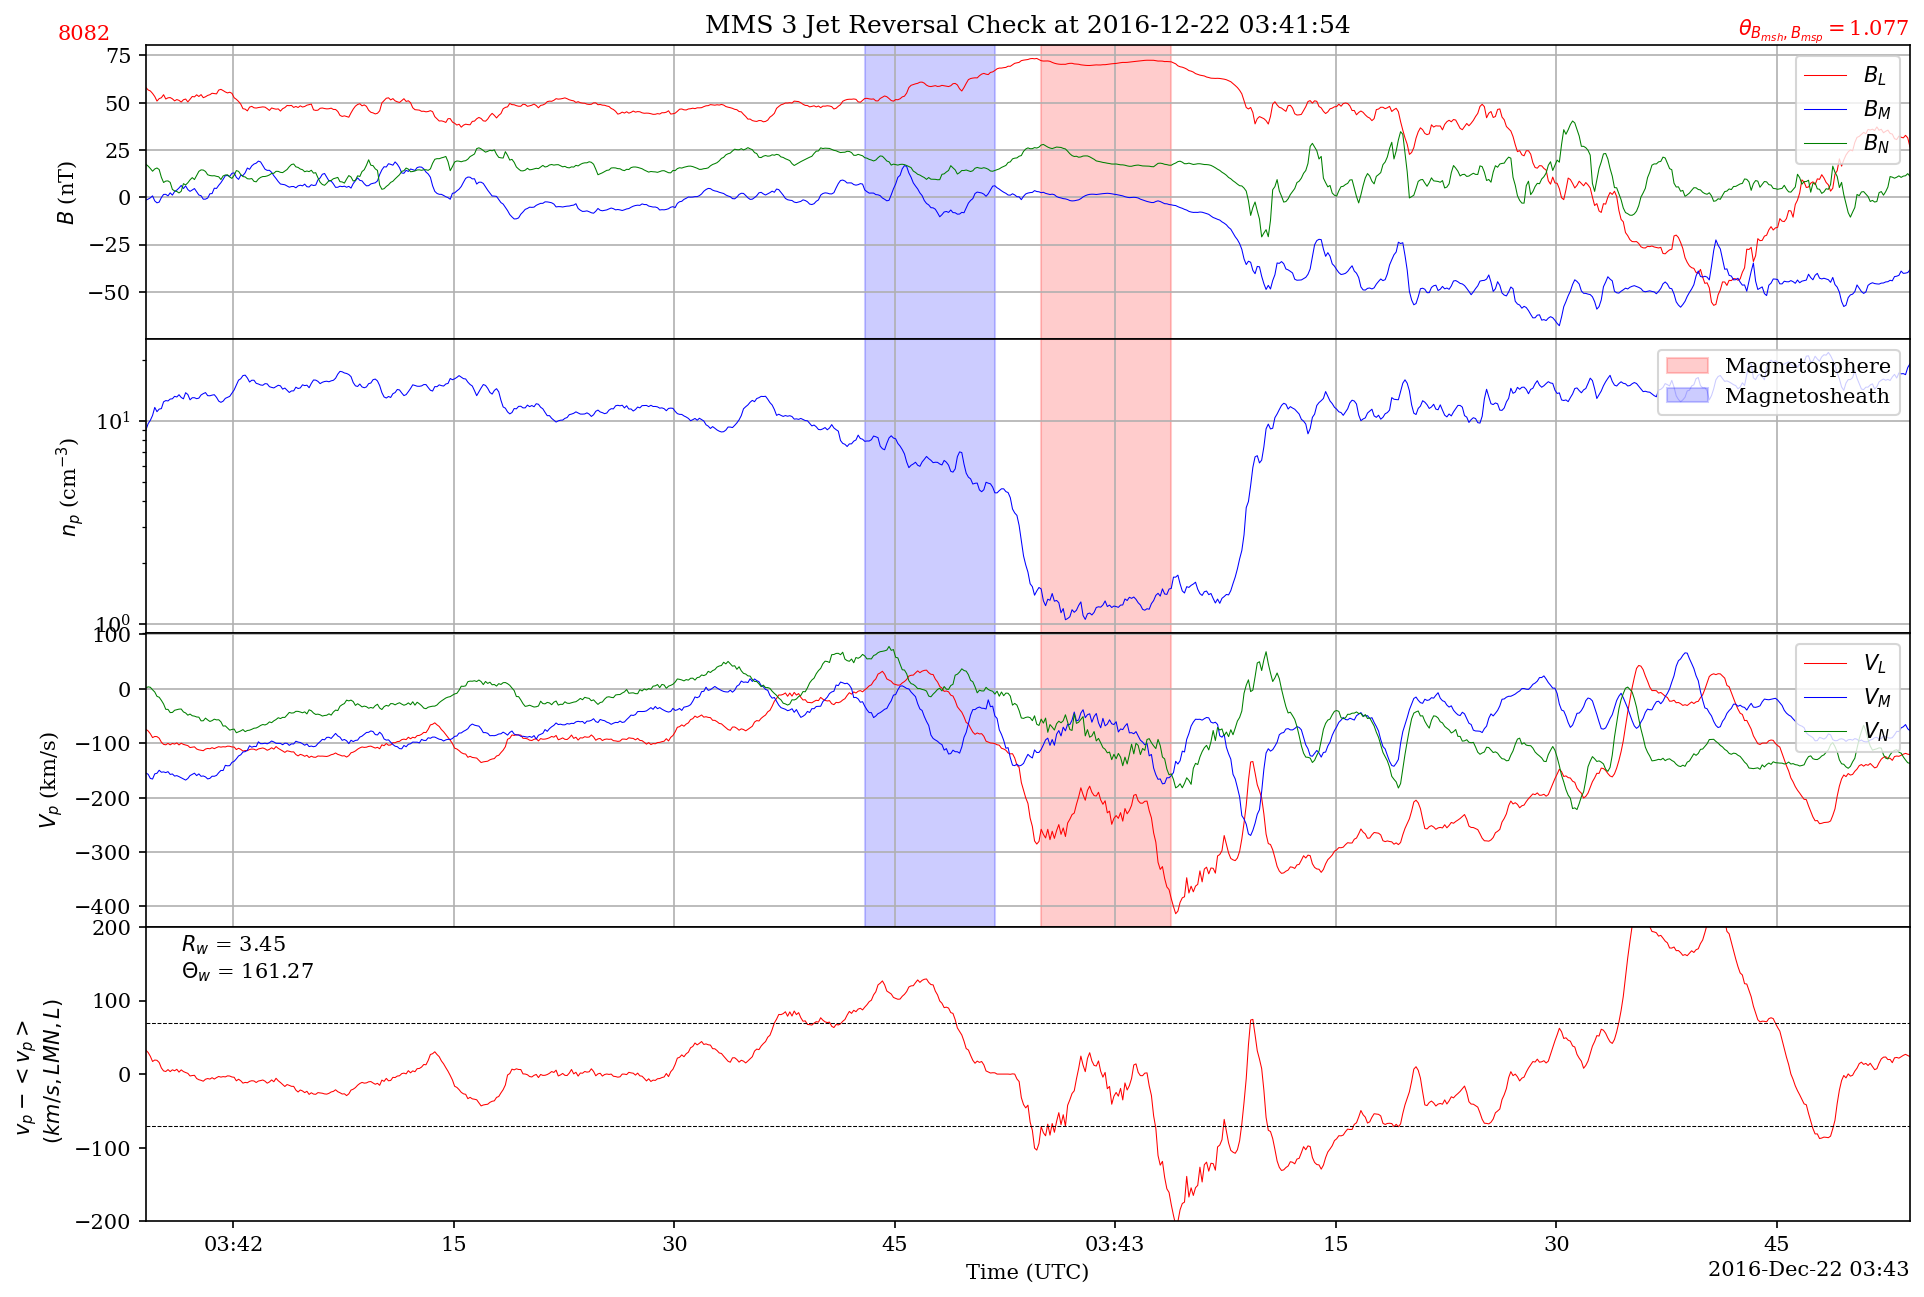 MMS 3 Jet Reversal Check at 2016-12-22 03:41:54
8082
θ_{B_{msh}, B_{msp}} = 1.077
75
50
25
0
−25
−50
B (nT)
B_L
B_M
B_N
10^1
10^0
n_p (cm^{−3})
Magnetosphere
Magnetosheath
100
0
−100
−200
−300
−400
V_p (km/s)
V_L
V_M
V_N
200
100
0
−100
−200
v_p − <v_p>
(km/s, LMN, L)
R_w = 3.45
Θ_w = 161.27
03:42
15
30
45
03:43
15
30
45
Time (UTC)
2016-Dec-22 03:43